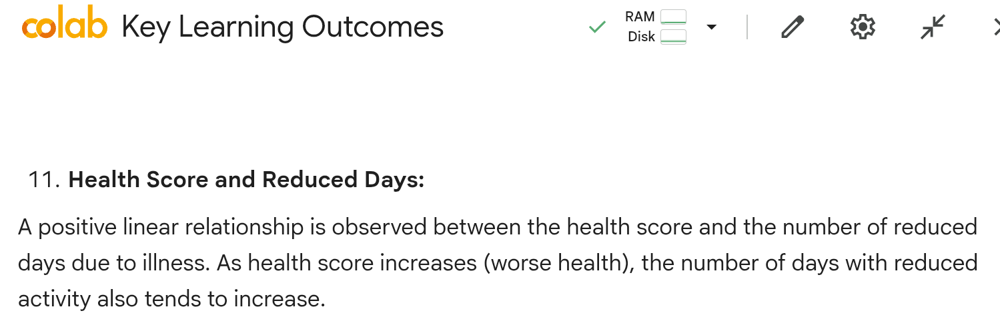 colab Key Learning Outcomes
RAM
Disk
11. Health Score and Reduced Days:
A positive linear relationship is observed between the health score and the number of reduced
days due to illness. As health score increases (worse health), the number of days with reduced
activity also tends to increase.